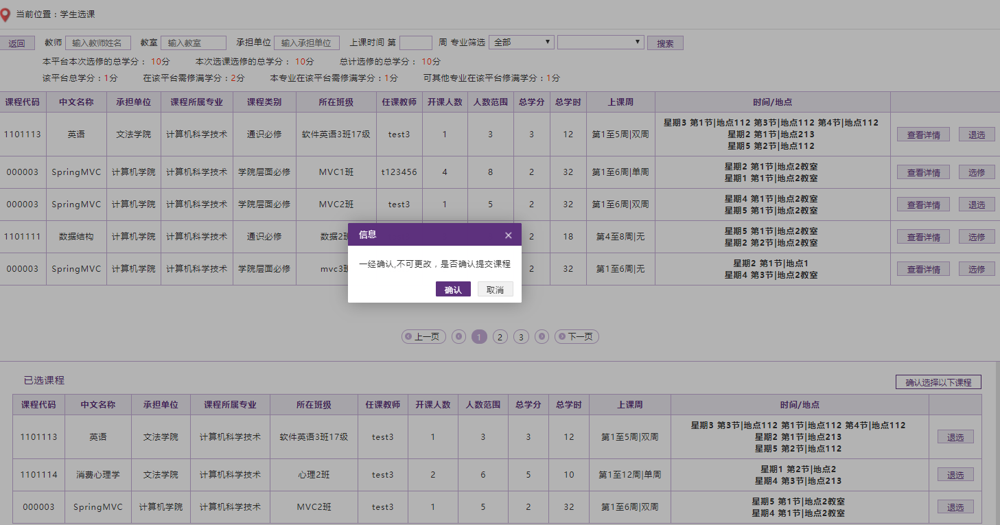 当前位置：学生选课
返回 教师 输入教师姓名 教室 输入教室 承担单位 输入承担单位 上课时间 第 周 专业筛选 全部 搜索
本平台本次选修的总学分： 10分 本次选课选修的总学分： 10分 总计选修的总学分： 10分
该平台总学分：1分 在该平台需修满学分：2分 本专业在该平台需修满学分：1分 可其他专业在该平台修满学分：1分
课程代码 中文名称 承担单位 课程所属专业 课程类别 所在班级 任课教师 开课人数 人数范围 总学分 总学时 上课周 时间/地点
1101113 英语 文法学院 计算机科学技术 通识必修 软件英语3班17级 test3 1 3 3 12 第1至5周|双周 星期3 第1节|地点112 第3节|地点112 第4节|地点112
星期2 第1节|地点213
星期5 第2节|地点112
查看详情 退选
000003 SpringMVC 计算机学院 计算机科学技术 学院层面必修 MVC1班 t123456 4 8 2 32 第1至6周|单周 星期2 第1节|地点2教室
星期1 第1节|地点2教室
查看详情 选修
000003 SpringMVC 计算机学院 计算机科学技术 学院层面必修 MVC2班 test3 1 5 2 32 第1至6周|双周 星期4 第1节|地点2教室
星期5 第1节|地点2教室
查看详情 退选
1101111 数据结构 计算机学院 计算机科学技术 通识必修 数据2班 2 18 第4至8周|无 星期5 第1节|地点2教室
星期2 第2节|地点2教室
查看详情 选修
000003 SpringMVC 计算机学院 计算机科学技术 学院层面必修 mvc3班 2 32 第1至6周|无 星期2 第1节|地点1
星期4 第3节|地点2教室
查看详情 选修
信息
一经确认,不可更改，是否确认提交课程
确认 取消
上一页 1 2 3 下一页
已选课程
确认选择以下课程
课程代码 中文名称 承担单位 课程所属专业 所在班级 任课教师 开课人数 人数范围 总学分 总学时 上课周 时间/地点
1101113 英语 文法学院 计算机科学技术 软件英语3班17级 test3 1 3 3 12 第1至5周|双周 星期3 第3节|地点112 第1节|地点112 第4节|地点112
星期2 第1节|地点213
星期5 第2节|地点112
退选
1101114 消费心理学 文法学院 计算机科学技术 心理2班 test3 2 6 5 10 第1至12周|单周 星期1 第2节|地点2
星期4 第3节|地点213
退选
000003 SpringMVC 计算机学院 计算机科学技术 MVC2班 test3 1 5 2 32 第1至6周|双周 星期5 第1节|地点2教室
星期4 第1节|地点2教室
退选